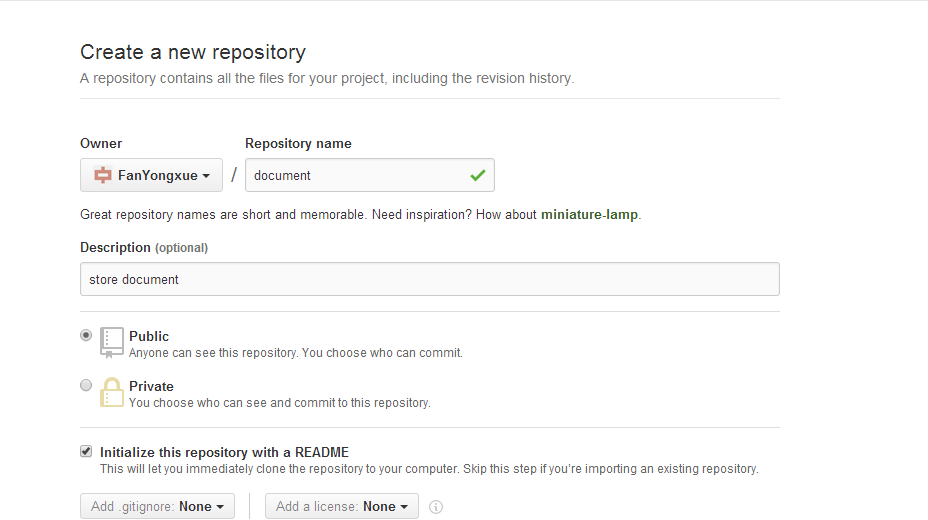 Create a new repository
A repository contains all the files for your project, including the revision history.
Owner Repository name
FanYongxue / document
Great repository names are short and memorable. Need inspiration? How about miniature-lamp.
Description (optional)
store document
Public
Anyone can see this repository. You choose who can commit.
Private
You choose who can see and commit to this repository.
Initialize this repository with a README
This will let you immediately clone the repository to your computer. Skip this step if you’re importing an existing repository.
Add .gitignore: None Add a license: None